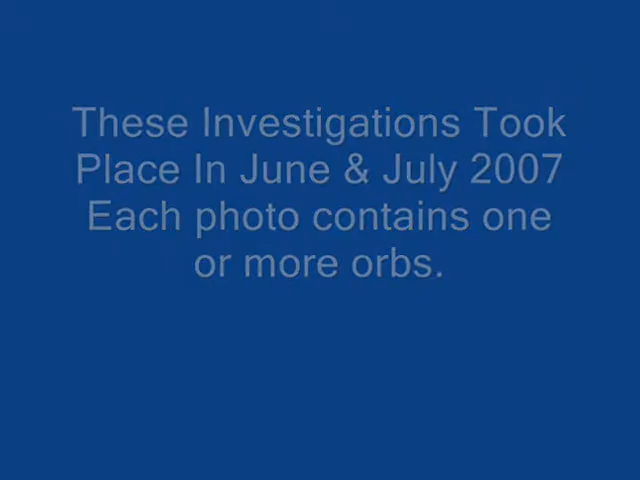 These Investigations Took
Place In June & July 2007
Each photo contains one
or more orbs.